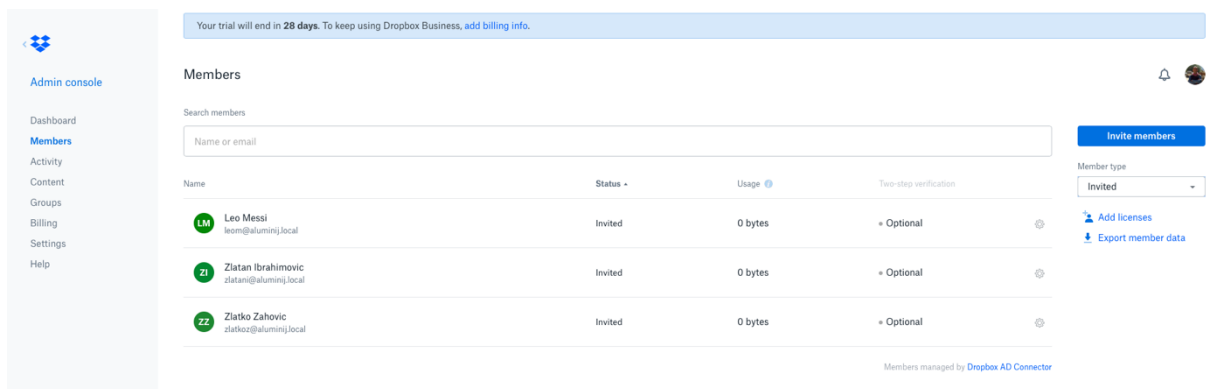 Your trial will end in 28 days. To keep using Dropbox Business, add billing info.
Admin console
Dashboard
Members
Activity
Content
Groups
Billing
Settings
Help
Members
Search members
Name or email
Name Status Usage Two-step verification
LM Leo Messi
leom@aluminij.local
Invited 0 bytes Optional
ZI Zlatan Ibrahimovic
zlatani@aluminij.local
Invited 0 bytes Optional
ZZ Zlatko Zahovic
zlatkoz@aluminij.local
Invited 0 bytes Optional
Members managed by Dropbox AD Connector
Invite members
Member type
Invited
Add licenses
Export member data